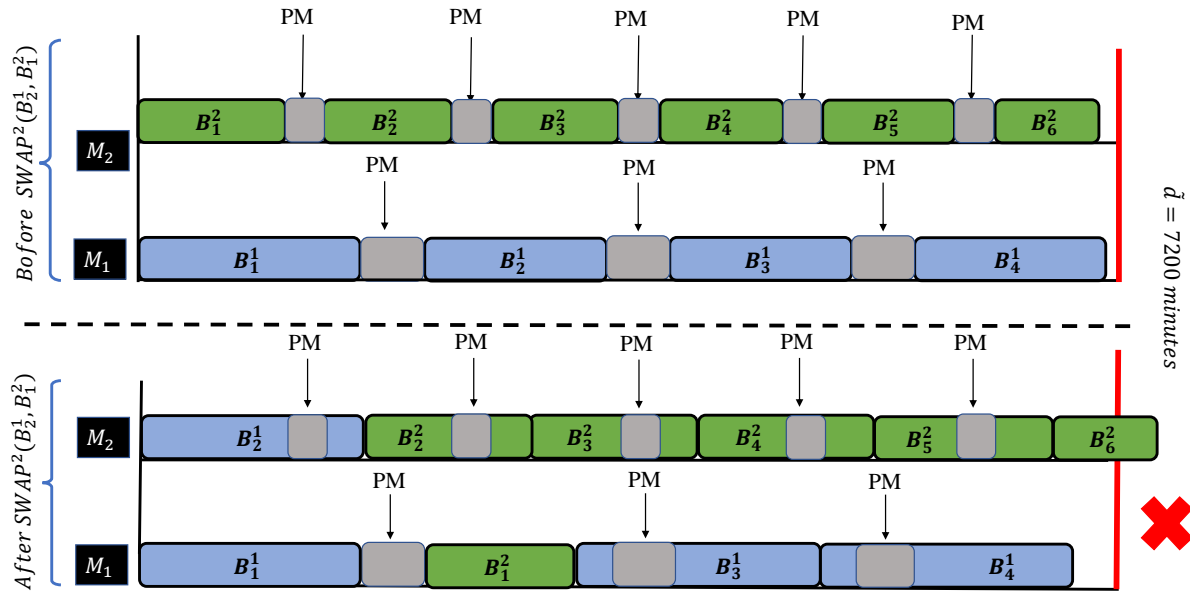 PM PM PM PM PM
Bofore SWAP²(B₂¹, B₁²)
M₂
B₁² B₂² B₃² B₄² B₅² B₆²
PM PM PM
M₁
B₁¹ B₂¹ B₃¹ B₄¹
d̃ = 7200 minutes
PM PM PM PM PM
After SWAP²(B₂¹, B₁²)
M₂
B₂¹ B₂² B₃² B₄² B₅² B₆²
PM PM PM
M₁
B₁¹ B₁² B₃¹ B₄¹